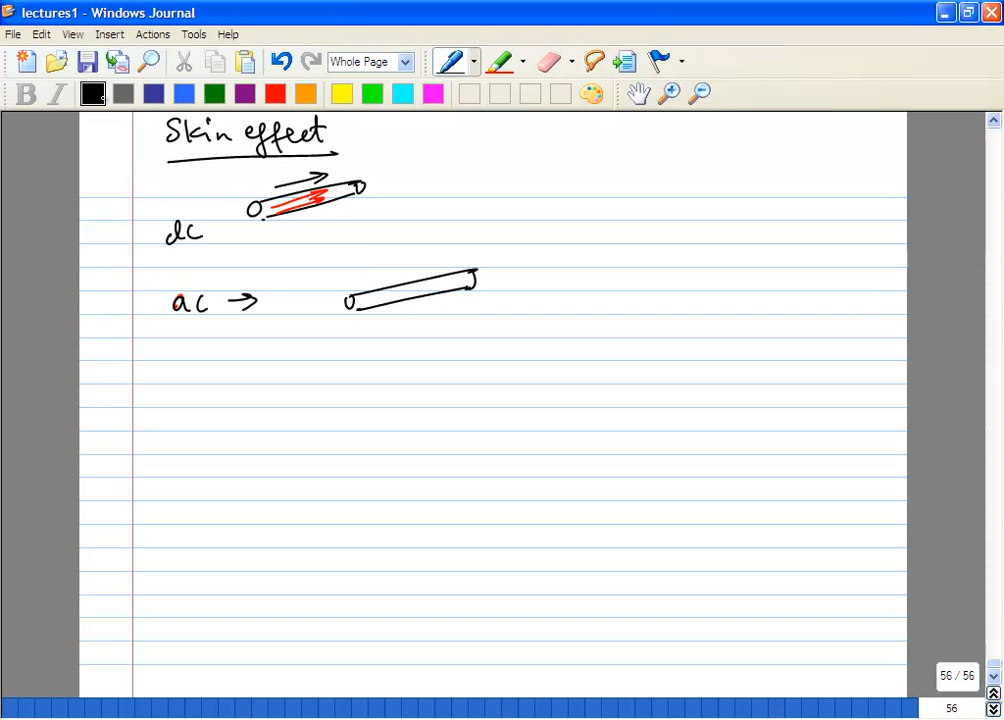 lectures1 - Windows Journal
File Edit View Insert Actions Tools Help
Whole Page
B I
Skin effect
dc
ac →
56 / 56
56